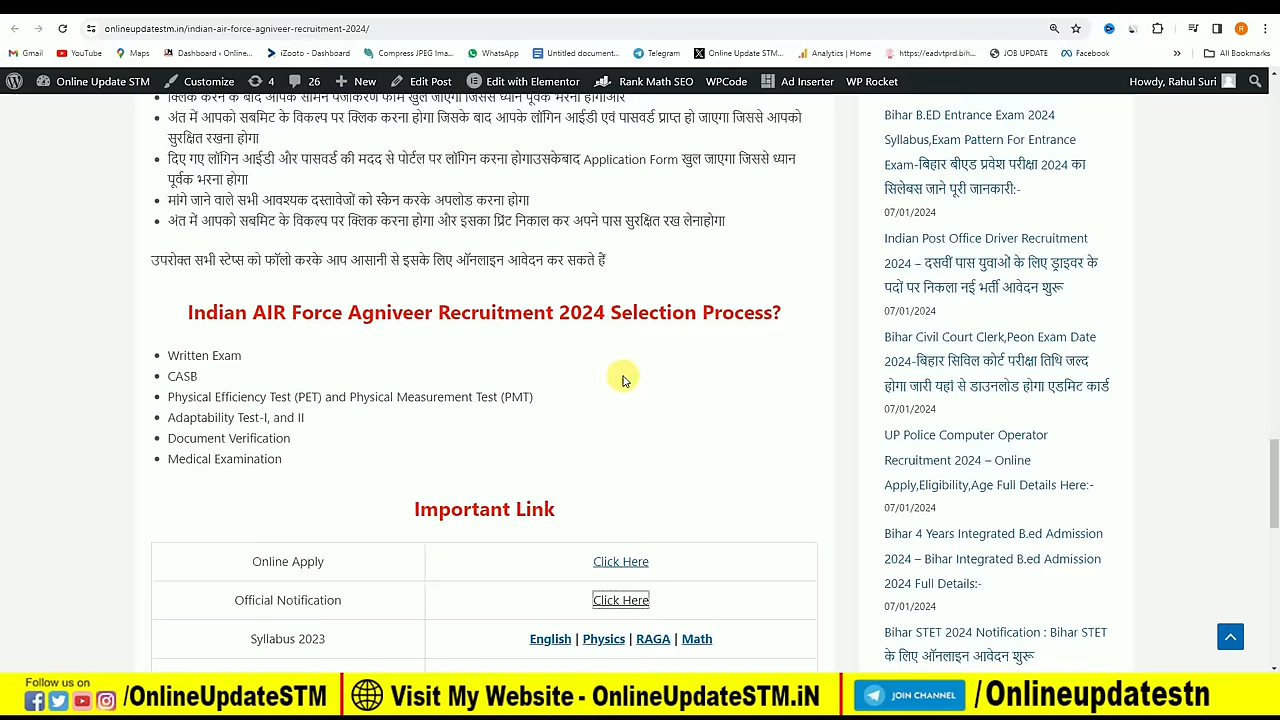 onlineupdatestm.in/indian-air-force-agniveer-recruitment-2024/
Gmail YouTube Maps Dashboard ‹ Online... iZooto - Dashboard Compress JPEG Ima... WhatsApp Untitled document... Telegram Online Update STM... Analytics | Home https://eadvtprd.bih... JOB UPDATE Facebook » All Bookmarks
Online Update STM Customize 4 26 New Edit Post Edit with Elementor Rank Math SEO WPCode Ad Inserter WP Rocket Howdy, Rahul Suri
क्लिक करने के बाद आपके सामने पंजीकरण फॉर्म खुल जाएगा जिससे ध्यान पूर्वक भरना होगाऔर
अंत में आपको सबमिट के विकल्प पर क्लिक करना होगा जिसके बाद आपके लॉगिन आईडी एवं पासवर्ड प्राप्त हो जाएगा जिससे आपको
सुरक्षित रखना होगा
दिए गए लॉगिन आईडी और पासवर्ड की मदद से पोर्टल पर लॉगिन करना होगाउसकेबाद Application Form खुल जाएगा जिससे ध्यान
पूर्वक भरना होगा
मांगे जाने वाले सभी आवश्यक दस्तावेजों को स्कैन करके अपलोड करना होगा
अंत में आपको सबमिट के विकल्प पर क्लिक करना होगा और इसका प्रिंट निकाल कर अपने पास सुरक्षित रख लेनाहोगा
उपरोक्त सभी स्टेप्स को फॉलो करके आप आसानी से इसके लिए ऑनलाइन आवेदन कर सकते हें
Indian AIR Force Agniveer Recruitment 2024 Selection Process?
Written Exam
CASB
Physical Efficiency Test (PET) and Physical Measurement Test (PMT)
Adaptability Test-I, and II
Document Verification
Medical Examination
Important Link
Online Apply Click Here
Official Notification Click Here
Syllabus 2023 English | Physics | RAGA | Math
Bihar B.ED Entrance Exam 2024
Syllabus,Exam Pattern For Entrance
Exam-बिहार बीएड प्रवेश परीक्षा 2024 का
सिलेबस जाने पूरी जानकारी:-
07/01/2024
Indian Post Office Driver Recruitment
2024 – दसवीं पास युवाओं के लिए ड्राइवर के
पदों पर निकला नई भर्ती आवेदन शुरू
07/01/2024
Bihar Civil Court Clerk,Peon Exam Date
2024-बिहार सिविल कोर्ट परीक्षा तिथि जल्द
होगा जारी यहां से डाउनलोड होगा एडमिट कार्ड
07/01/2024
UP Police Computer Operator
Recruitment 2024 – Online
Apply,Eligibility,Age Full Details Here:-
07/01/2024
Bihar 4 Years Integrated B.ed Admission
2024 – Bihar Integrated B.ed Admission
2024 Full Details:-
07/01/2024
Bihar STET 2024 Notification : Bihar STET
के लिए ऑनलाइन आवेदन शुरू
Follow us on
/OnlineUpdateSTM
Visit My Website - OnlineUpdateSTM.iN
JOIN CHANNEL /Onlineupdatestn